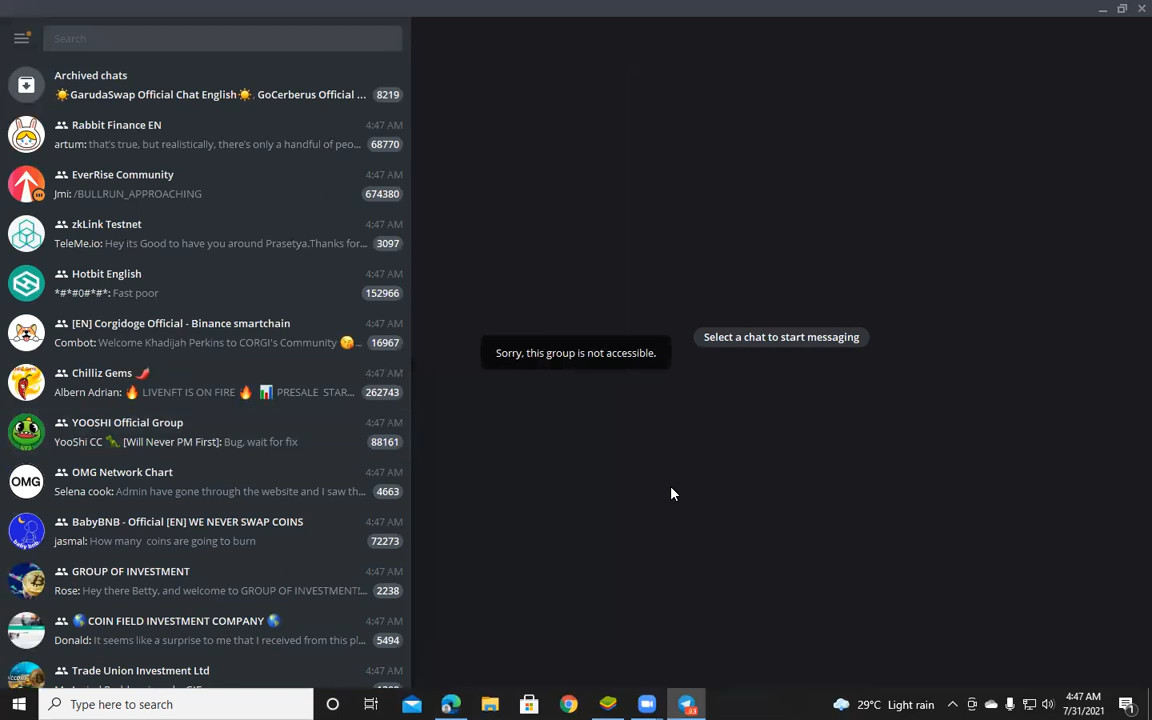 Search
Archived chats
☀️GarudaSwap Official Chat English☀️, GoCerberus Official ... 8219
Rabbit Finance EN 4:47 AM
artum: that's true, but realistically, there's only a handful of peo... 68770
EverRise Community 4:47 AM
Jmi: /BULLRUN_APPROACHING 674380
zkLink Testnet 4:47 AM
TeleMe.io: Hey its Good to have you around Prasetya.Thanks for... 3097
Hotbit English 4:47 AM
*#*#0#*#*: Fast poor 152966
[EN] Corgidoge Official - Binance smartchain 4:47 AM
Combot: Welcome Khadijah Perkins to CORGI's Community 😋... 16967
Chilliz Gems 🌶️ 4:47 AM
Albern Adrian: 🔥 LIVENFT IS ON FIRE 🔥 📊 PRESALE STAR... 262743
YOOSHI Official Group 4:47 AM
YooShi CC 🦖 [Will Never PM First]: Bug, wait for fix 88161
OMG
OMG Network Chart 4:47 AM
Selena cook: Admin have gone through the website and I saw th... 4663
baby bnb
BabyBNB - Official [EN] WE NEVER SWAP COINS 4:47 AM
jasmal: How many coins are going to burn 72273
GROUP OF INVESTMENT 4:47 AM
Rose: Hey there Betty, and welcome to GROUP OF INVESTMENT!... 2238
🌎 COIN FIELD INVESTMENT COMPANY 🌎 4:47 AM
Donald: It seems like a surprise to me that I received from this pl... 5494
Trade Union Investment Ltd 4:47 AM
Sorry, this group is not accessible.
Select a chat to start messaging
Type here to search
29°C Light rain
4:47 AM
7/31/2021